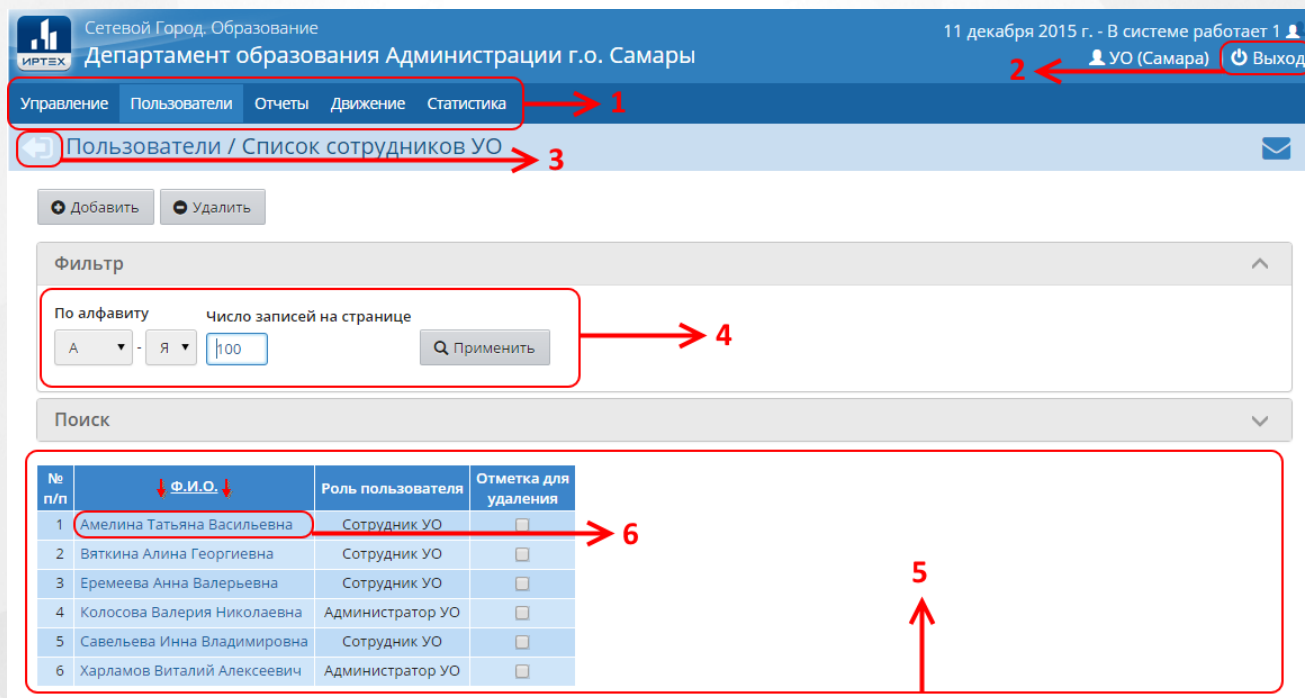 Сетевой Город. Образование
11 декабря 2015 г. - В системе работает 1
ИРТЕХ
Департамент образования Администрации г.о. Самары
УО (Самара)
Выход
2
Управление Пользователи Отчеты Движение Статистика
1
Пользователи / Список сотрудников УО
3
Добавить Удалить
Фильтр
По алфавиту Число записей на странице
А - Я 100 Применить
4
Поиск
№ п/п Ф.И.О. Роль пользователя Отметка для удаления
1 Амелина Татьяна Васильевна Сотрудник УО
6
2 Вяткина Алина Георгиевна Сотрудник УО
3 Еремеева Анна Валерьевна Сотрудник УО
5
4 Колосова Валерия Николаевна Администратор УО
5 Савельева Инна Владимировна Сотрудник УО
6 Харламов Виталий Алексеевич Администратор УО